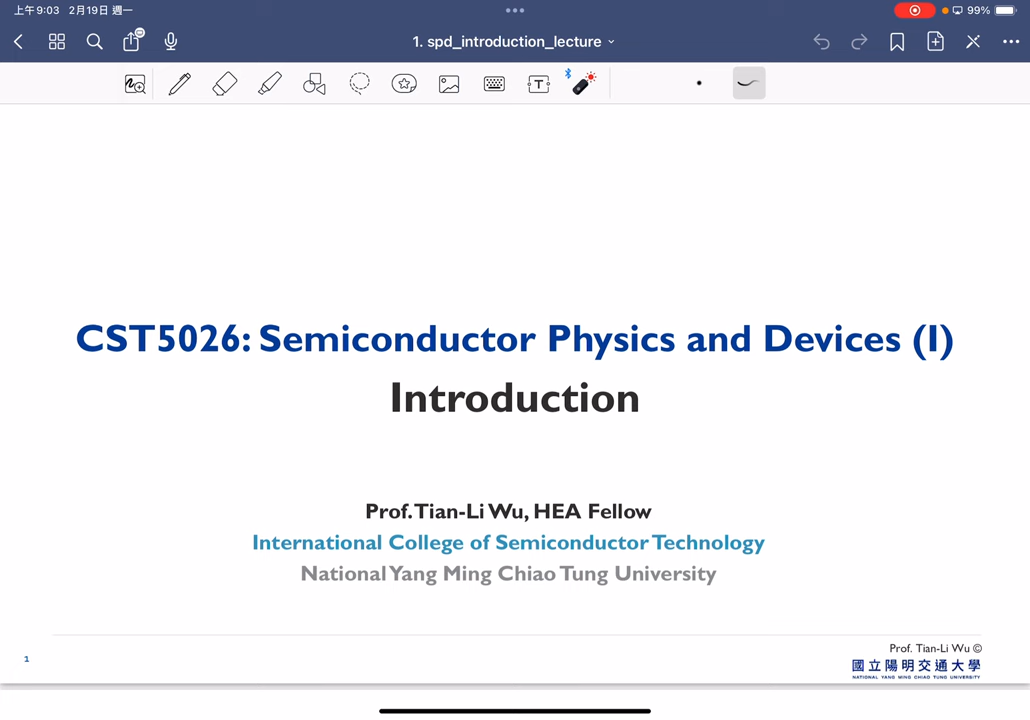 上午9:03 2月19日 週一
99%
1. spd_introduction_lecture
T
CST5026: Semiconductor Physics and Devices (I)
Introduction
Prof. Tian-Li Wu, HEA Fellow
International College of Semiconductor Technology
National Yang Ming Chiao Tung University
1
Prof. Tian-Li Wu ©
國立陽明交通大學
NATIONAL YANG MING CHIAO TUNG UNIVERSITY